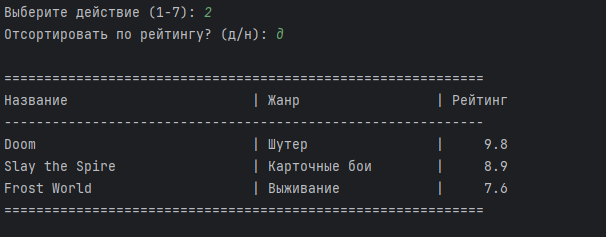 Выберите действие (1-7): 2
Отсортировать по рейтингу? (д/н): д
============================================================
Название                       | Жанр                 | Рейтинг
------------------------------------------------------------
Doom                           | Шутер                |     9.8
Slay the Spire                 | Карточные бои        |     8.9
Frost World                    | Выживание            |     7.6
============================================================